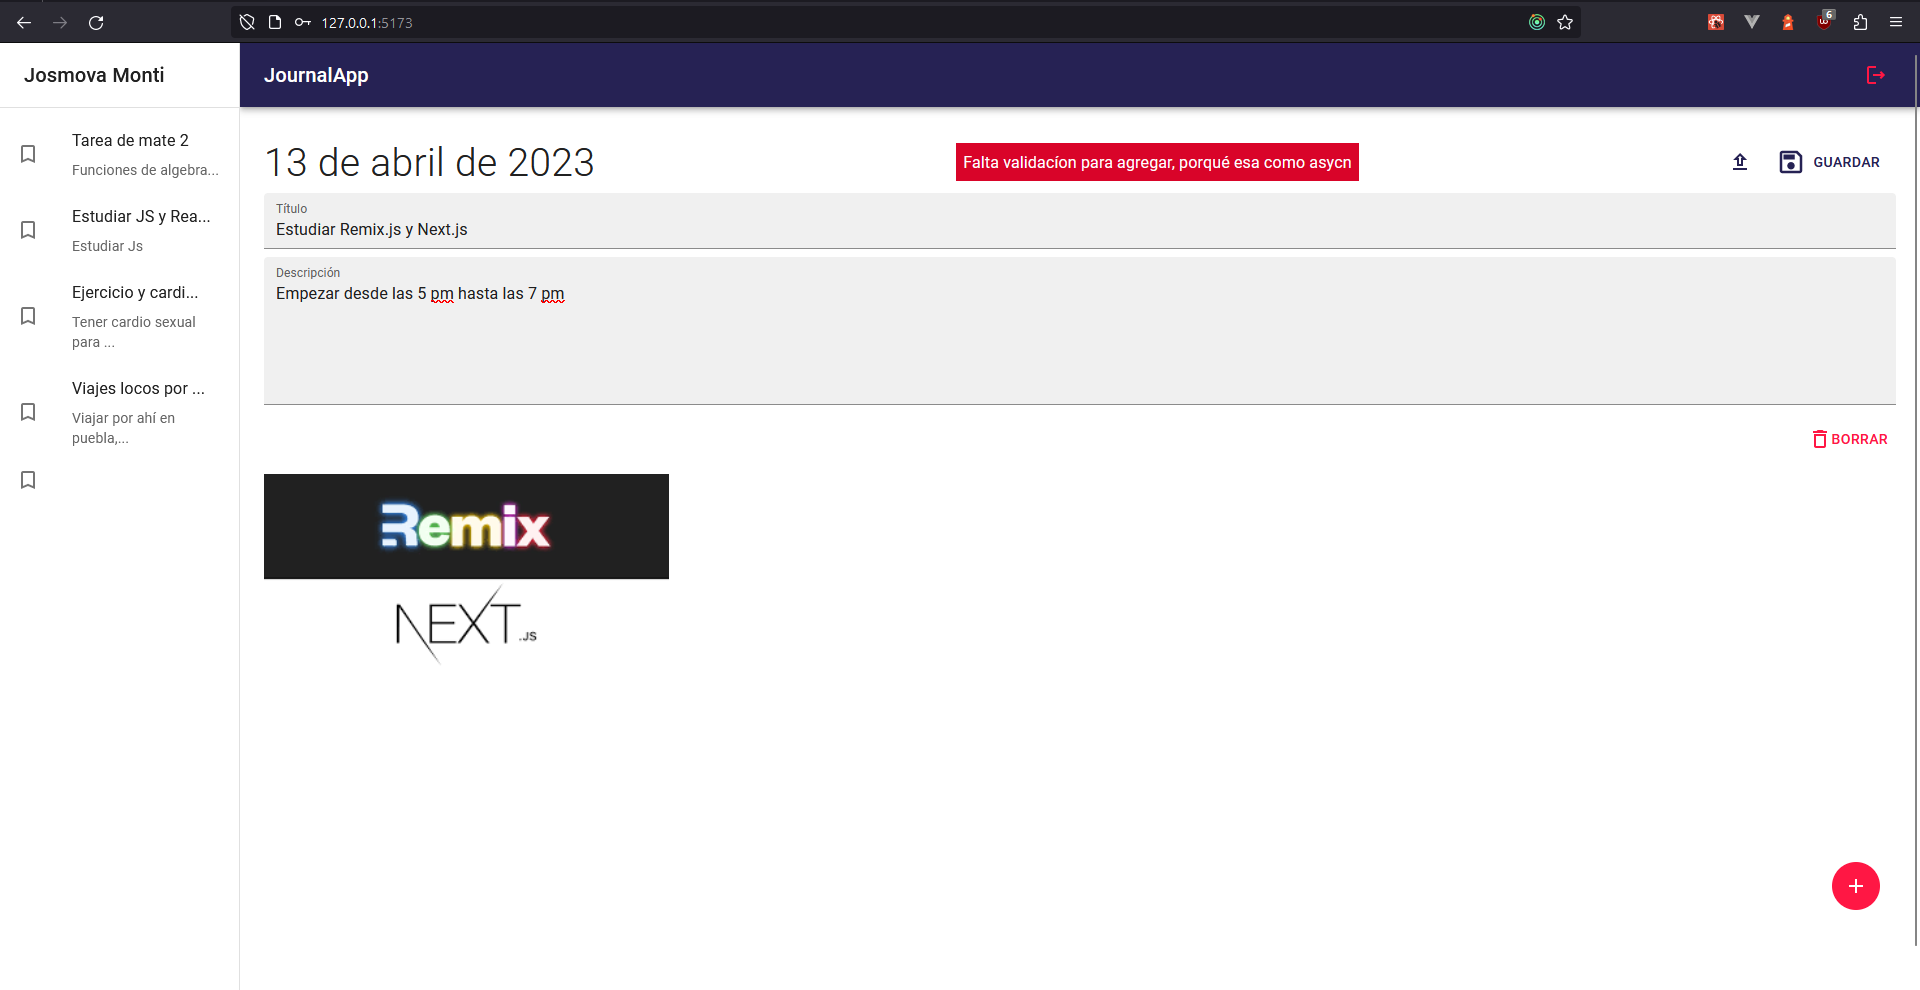 127.0.0.1:5173
6
Josmova Monti
JournalApp
Tarea de mate 2
Funciones de algebra...
Estudiar JS y Rea...
Estudiar Js
Ejercicio y cardi...
Tener cardio sexual
para ...
Viajes locos por ...
Viajar por ahí en
puebla,...
13 de abril de 2023
Falta validacíon para agregar, porqué esa como asycn
GUARDAR
Título
Estudiar Remix.js y Next.js
Descripción
Empezar desde las 5 pm hasta las 7 pm
BORRAR
Remix
NEXT.JS